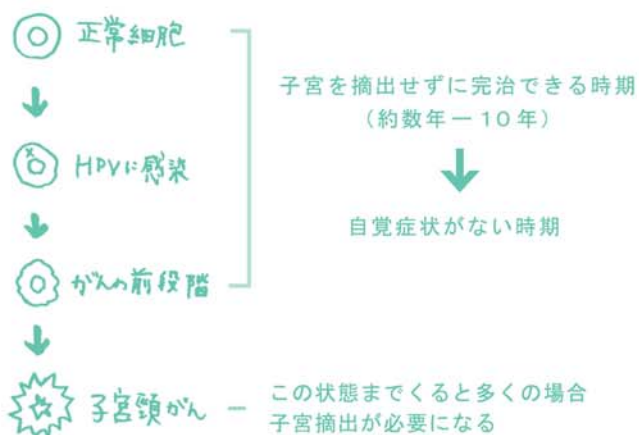 正常細胞
子宮を摘出せずに完治できる時期
（約数年ー１０年）
HPVに感染
自覚症状がない時期
がんの前段階
子宮頸がん
この状態までくると多くの場合
子宮摘出が必要になる